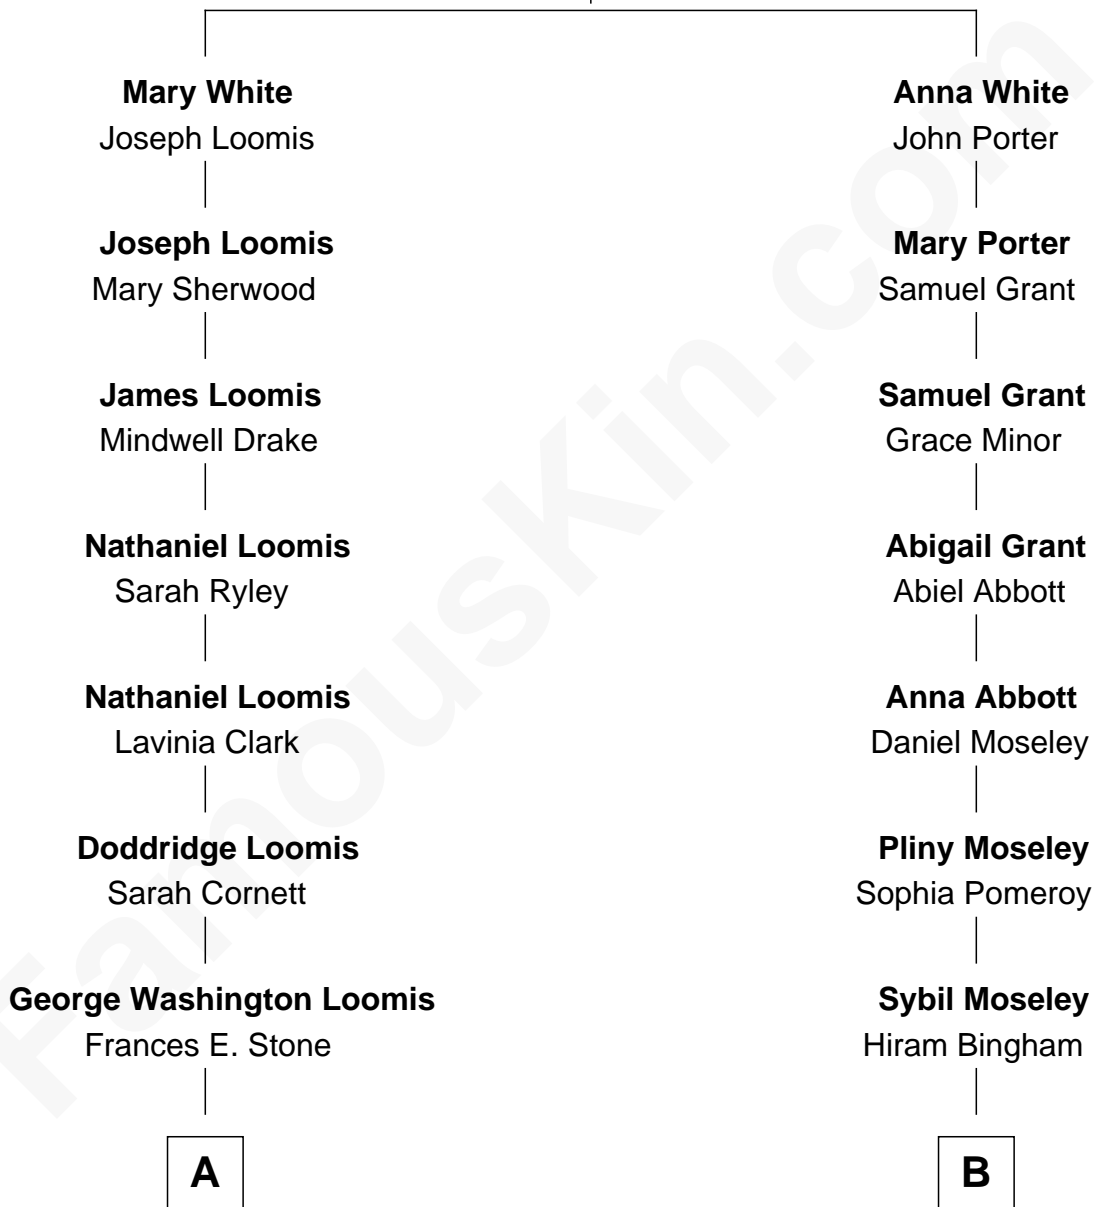 Mary White
Joseph Loomis
Joseph Loomis
Mary Sherwood
James Loomis
Mindwell Drake
Nathaniel Loomis
Sarah Ryley
Nathaniel Loomis
Lavinia Clark
Doddridge Loomis
Sarah Cornett
George Washington Loomis
Frances E. Stone
A
Anna White
John Porter
Mary Porter
Samuel Grant
Samuel Grant
Grace Minor
Abigail Grant
Abiel Abbott
Anna Abbott
Daniel Moseley
Pliny Moseley
Sophia Pomeroy
Sybil Moseley
Hiram Bingham
B
FamousKin.com